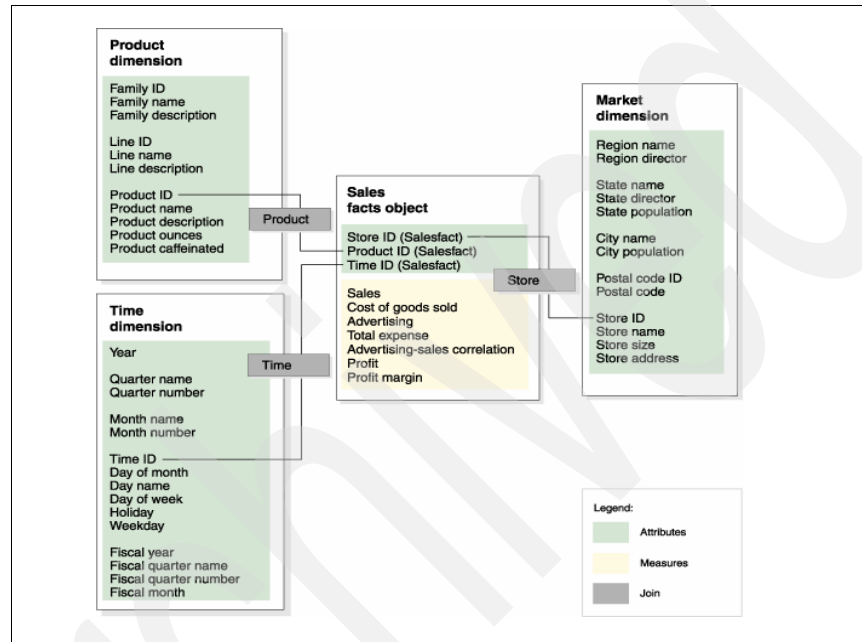 Product
dimension
Family ID
Family name
Family description
Line ID
Line name
Line description
Product ID
Product name
Product description
Product ounces
Product caffeinated
Product
Time
dimension
Year
Quarter name
Quarter number
Month name
Month number
Time ID
Day of month
Day name
Day of week
Holiday
Weekday
Fiscal year
Fiscal quarter name
Fiscal quarter number
Fiscal month
Time
Sales
facts object
Store ID (Salesfact)
Product ID (Salesfact)
Time ID (Salesfact)
Sales
Cost of goods sold
Advertising
Total expense
Advertising-sales correlation
Profit
Profit margin
Store
Market
dimension
Region name
Region director
State name
State director
State population
City name
City population
Postal code ID
Postal code
Store ID
Store name
Store size
Store address
Legend:
Attributes
Measures
Join